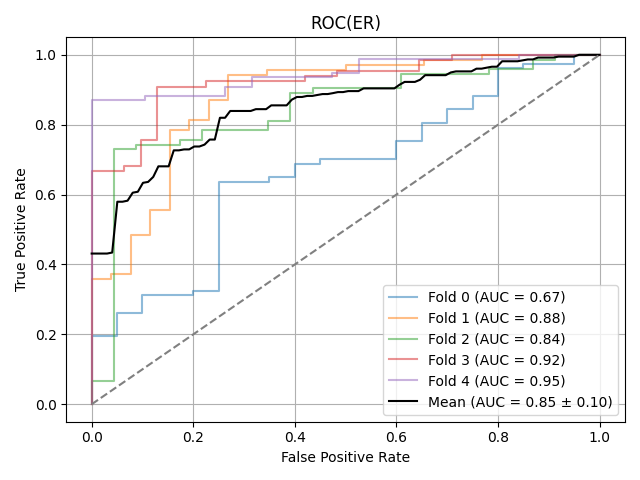 ROC(ER)
True Positive Rate
1.0
0.8
0.6
0.4
0.2
0.0
Fold 0 (AUC = 0.67)
Fold 1 (AUC = 0.88)
Fold 2 (AUC = 0.84)
Fold 3 (AUC = 0.92)
Fold 4 (AUC = 0.95)
Mean (AUC = 0.85 ± 0.10)
0.0 0.2 0.4 0.6 0.8 1.0
False Positive Rate